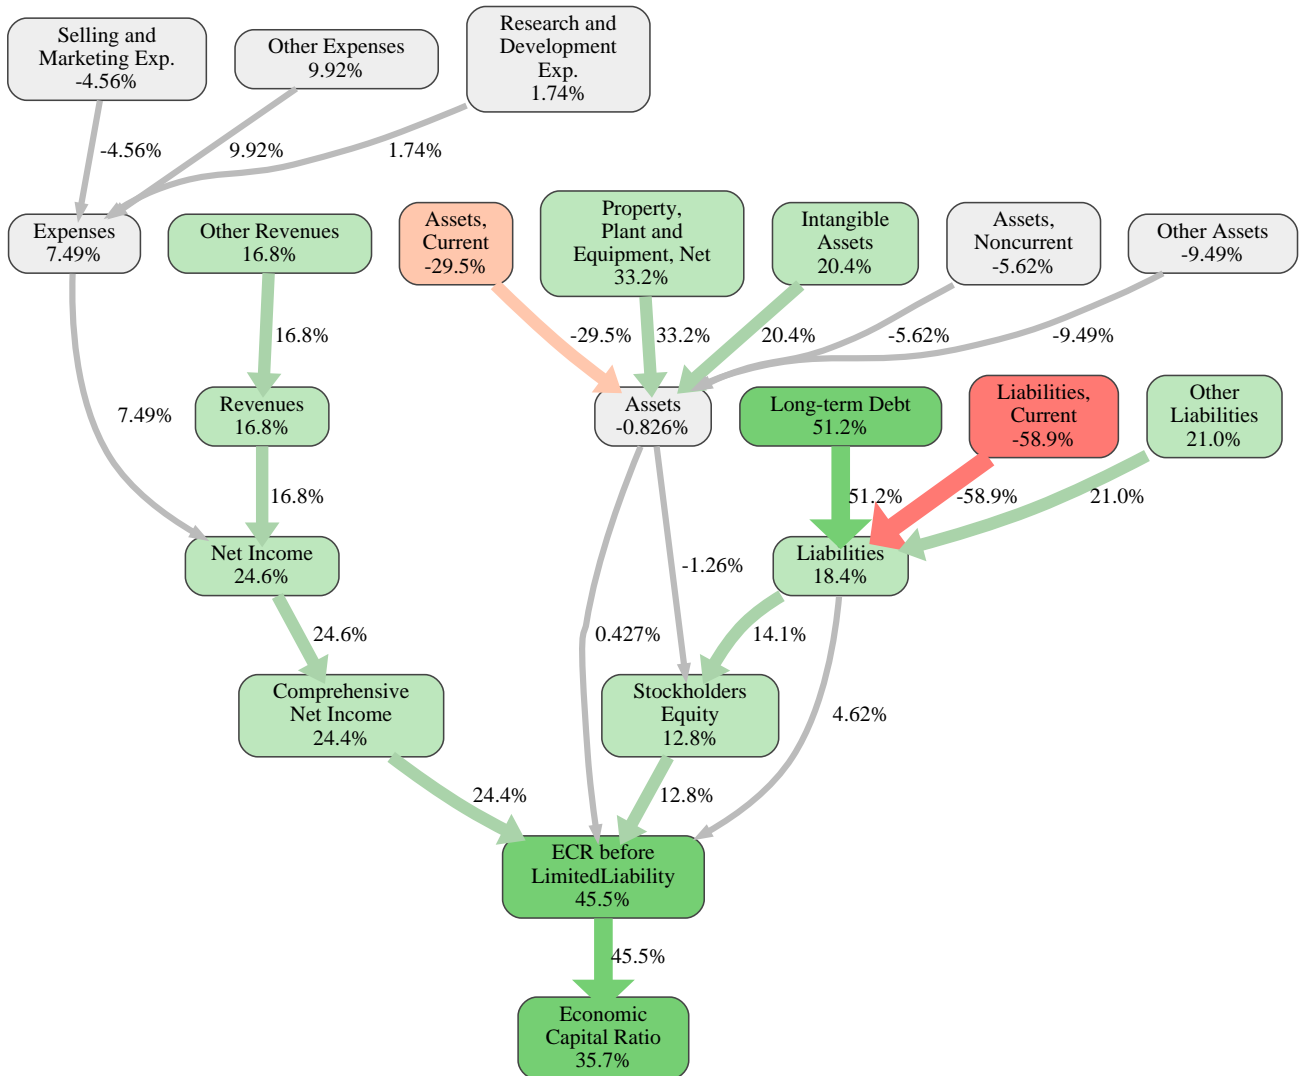 Selling and
Marketing Exp.
-4.56%
Other Expenses
9.92%
Research and
Development
Exp.
1.74%
-4.56%
9.92%
1.74%
Expenses
7.49%
Other Revenues
16.8%
Assets,
Current
-29.5%
Property,
Plant and
Equipment, Net
33.2%
Intangible
Assets
20.4%
Assets,
Noncurrent
-5.62%
Other Assets
-9.49%
16.8%
-29.5%
33.2%
20.4%
-5.62%
-9.49%
7.49%
Revenues
16.8%
Assets
-0.826%
Long-term Debt
51.2%
Liabilities,
Current
-58.9%
Other
Liabilities
21.0%
16.8%
51.2%
-58.9%
21.0%
Net Income
24.6%
-1.26%
Liabilities
18.4%
24.6%
0.427%
14.1%
Comprehensive
Net Income
24.4%
Stockholders
Equity
12.8%
4.62%
24.4%
12.8%
ECR before
LimitedLiability
45.5%
45.5%
Economic
Capital Ratio
35.7%